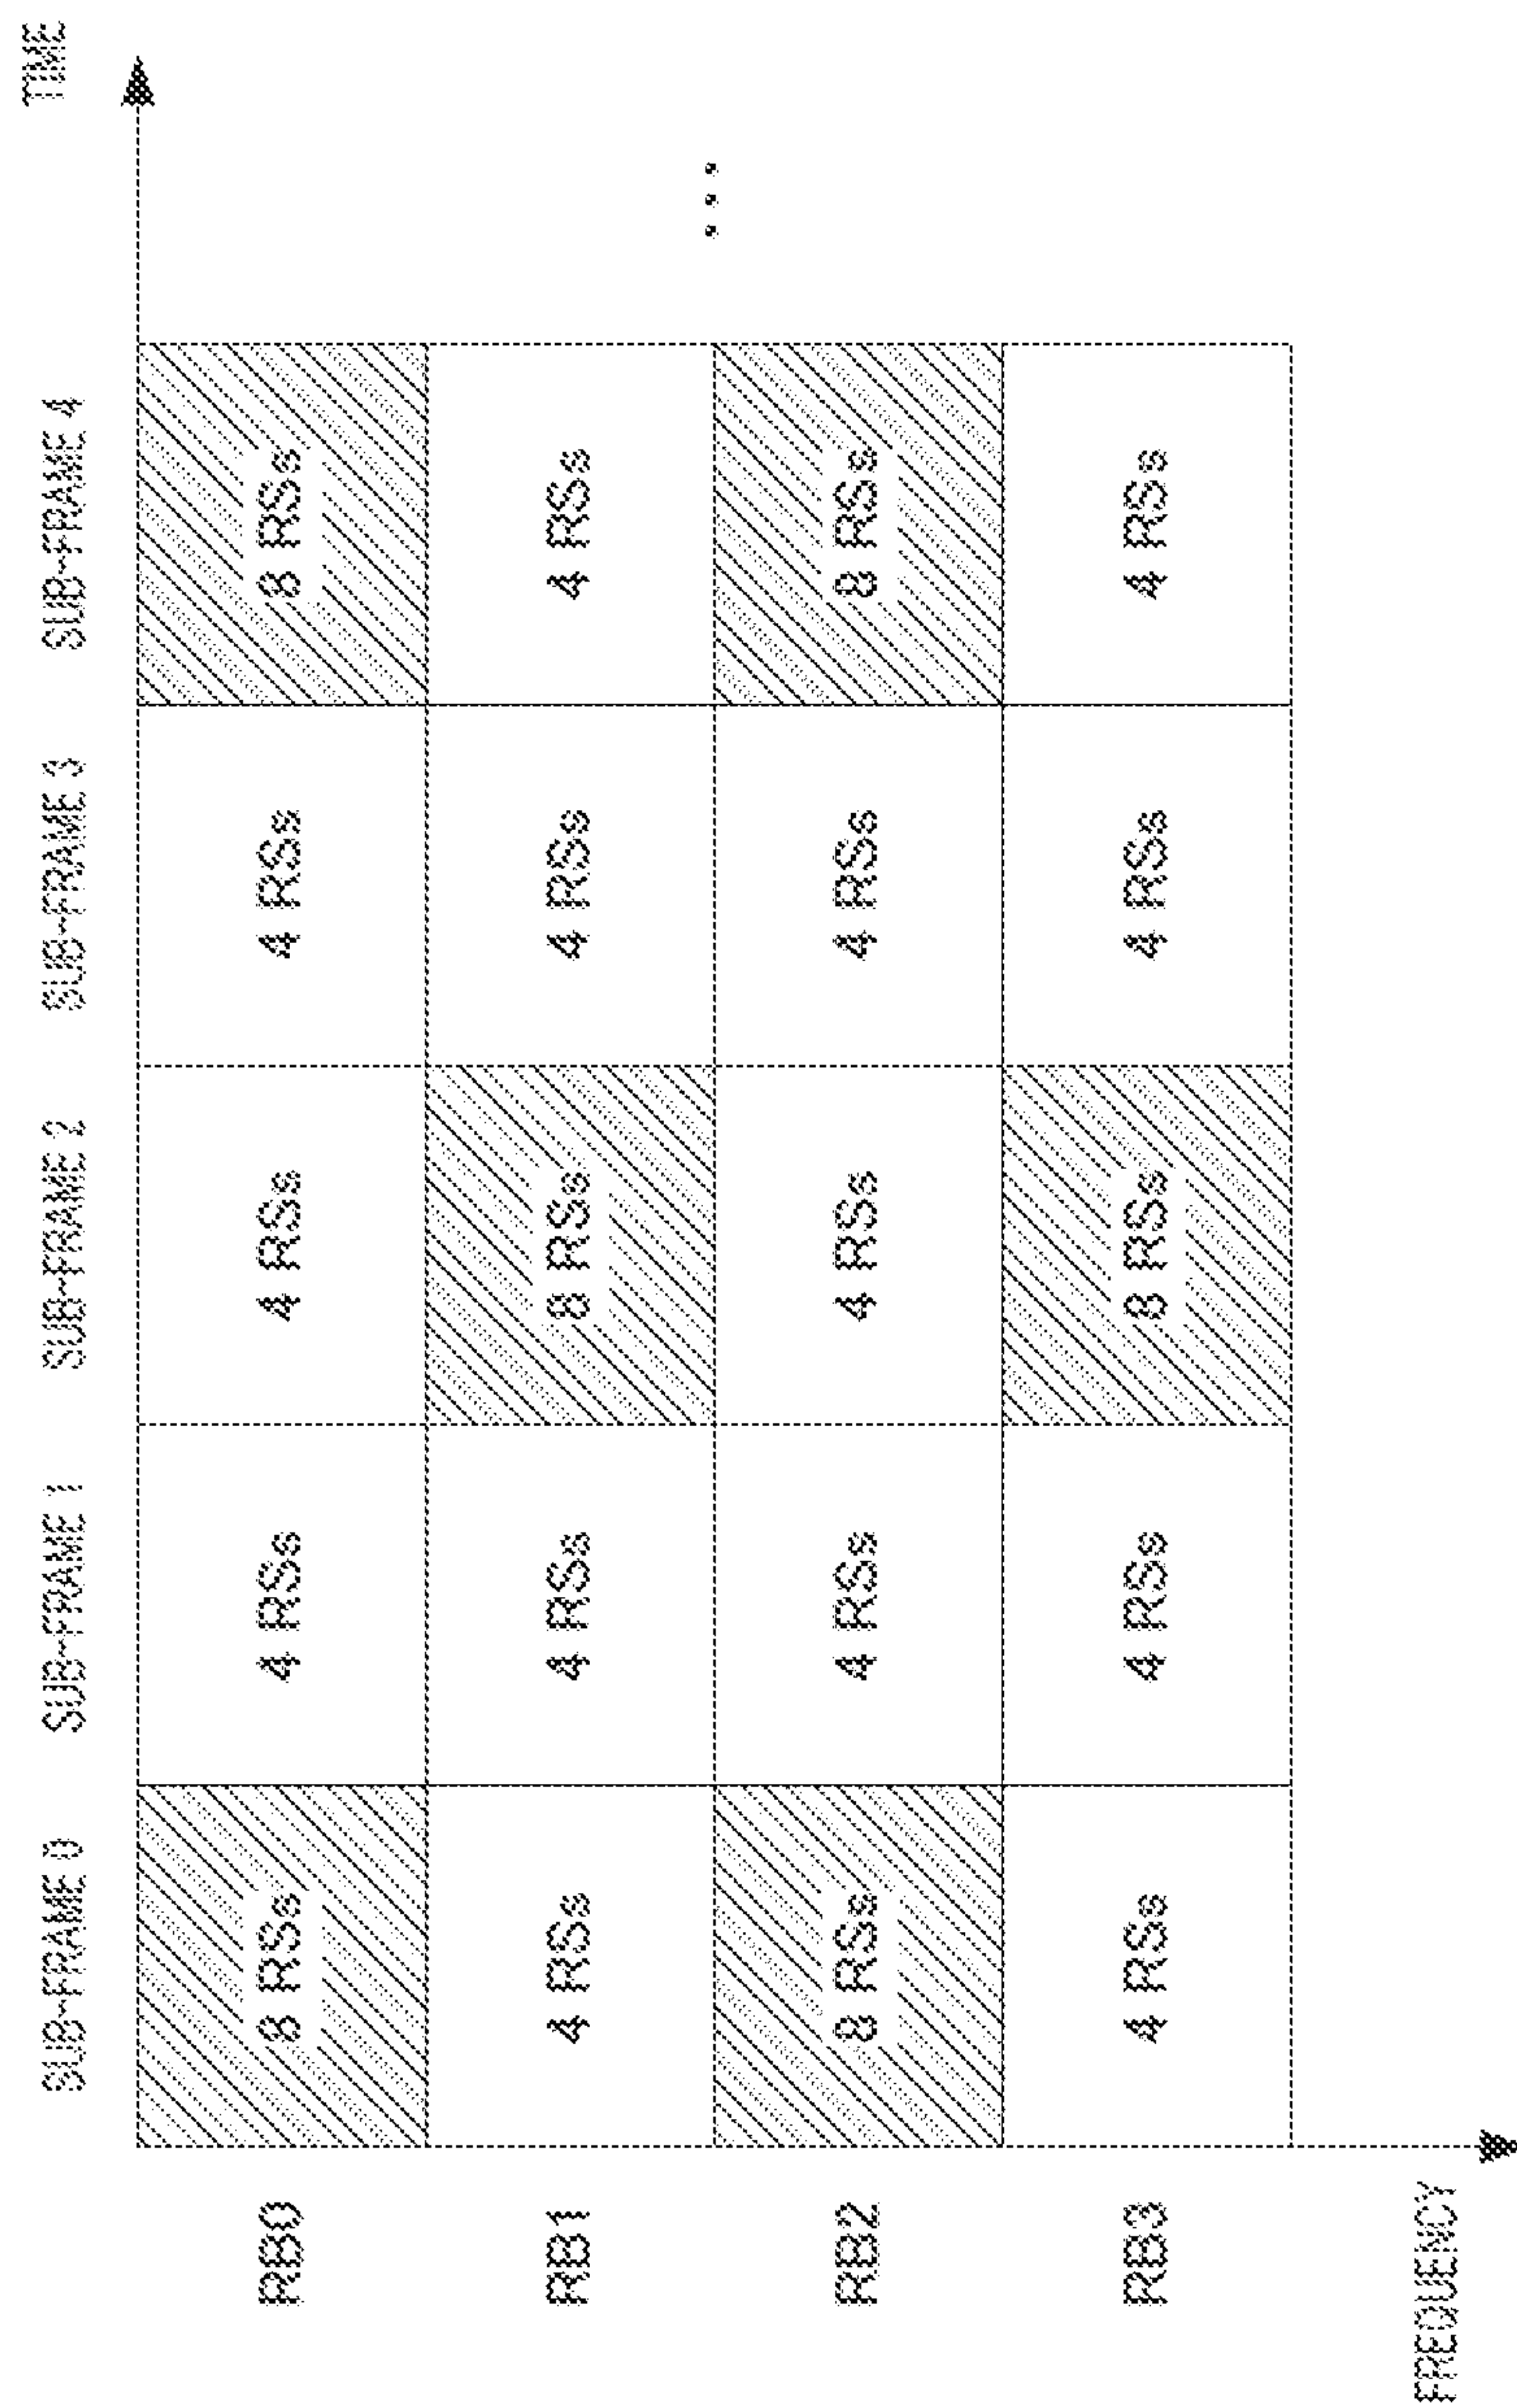 TIME
SUB-FRAME 0 SUB-FRAME 1 SUB-FRAME 2 SUB-FRAME 3 SUB-FRAME 4
RB0 8 RSs 4 RSs 4 RSs 4 RSs 8 RSs
RB1 4 RSs 4 RSs 8 RSs 4 RSs 4 RSs
...
RB2 8 RSs 4 RSs 4 RSs 4 RSs 8 RSs
RB3 4 RSs 4 RSs 8 RSs 4 RSs 4 RSs
FREQUENCY